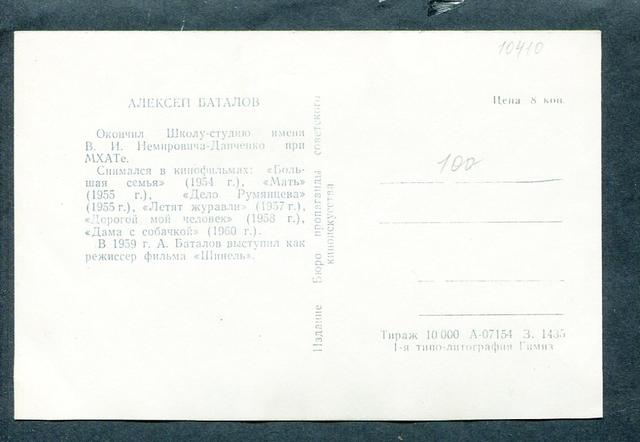 10410
АЛЕКСЕЙ БАТАЛОВ
Цена 8 коп.
Окончил Школу-студию имени
В. И. Немировича-Данченко при
МХАТе.
Снимался в кинофильмах: «Боль-
шая семья» (1954 г.), «Мать»
(1955 г.), «Дело Румянцева»
(1955 г.), «Летят журавли» (1957 г.),
«Дорогой мой человек» (1958 г.),
«Дама с собачкой» (1960 г.).
В 1959 г. А. Баталов выступил как
режиссер фильма «Шинель».
Издание Бюро пропаганды советского
киноискусства
100
Тираж 10 000 А-07154 З. 1435
1-я типо-литография Гимиз